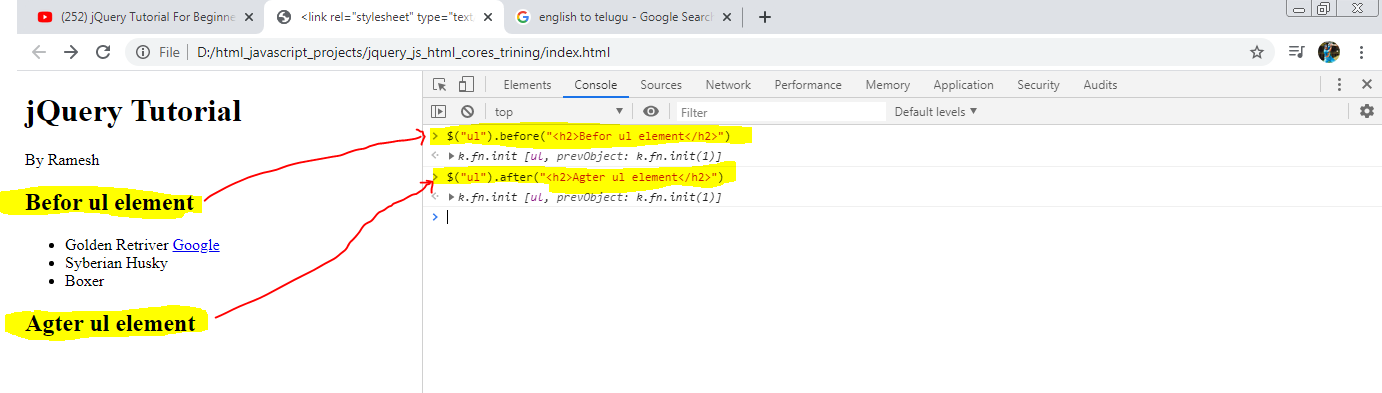 (252) jQuery Tutorial For Beginne
<link rel="stylesheet" type="text
english to telugu - Google Search
File | D:/html_javascript_projects/jquery_js_html_cores_trining/index.html
Elements Console Sources Network Performance Memory Application Security Audits
top Filter Default levels ▼
jQuery Tutorial
By Ramesh
Befor ul element
Golden Retriver Google
Syberian Husky
Boxer
Agter ul element
> $("ul").before("<h2>Befor ul element</h2>")
k.fn.init [ul, prevObject: k.fn.init(1)]
> $("ul").after("<h2>Agter ul element</h2>")
k.fn.init [ul, prevObject: k.fn.init(1)]
>